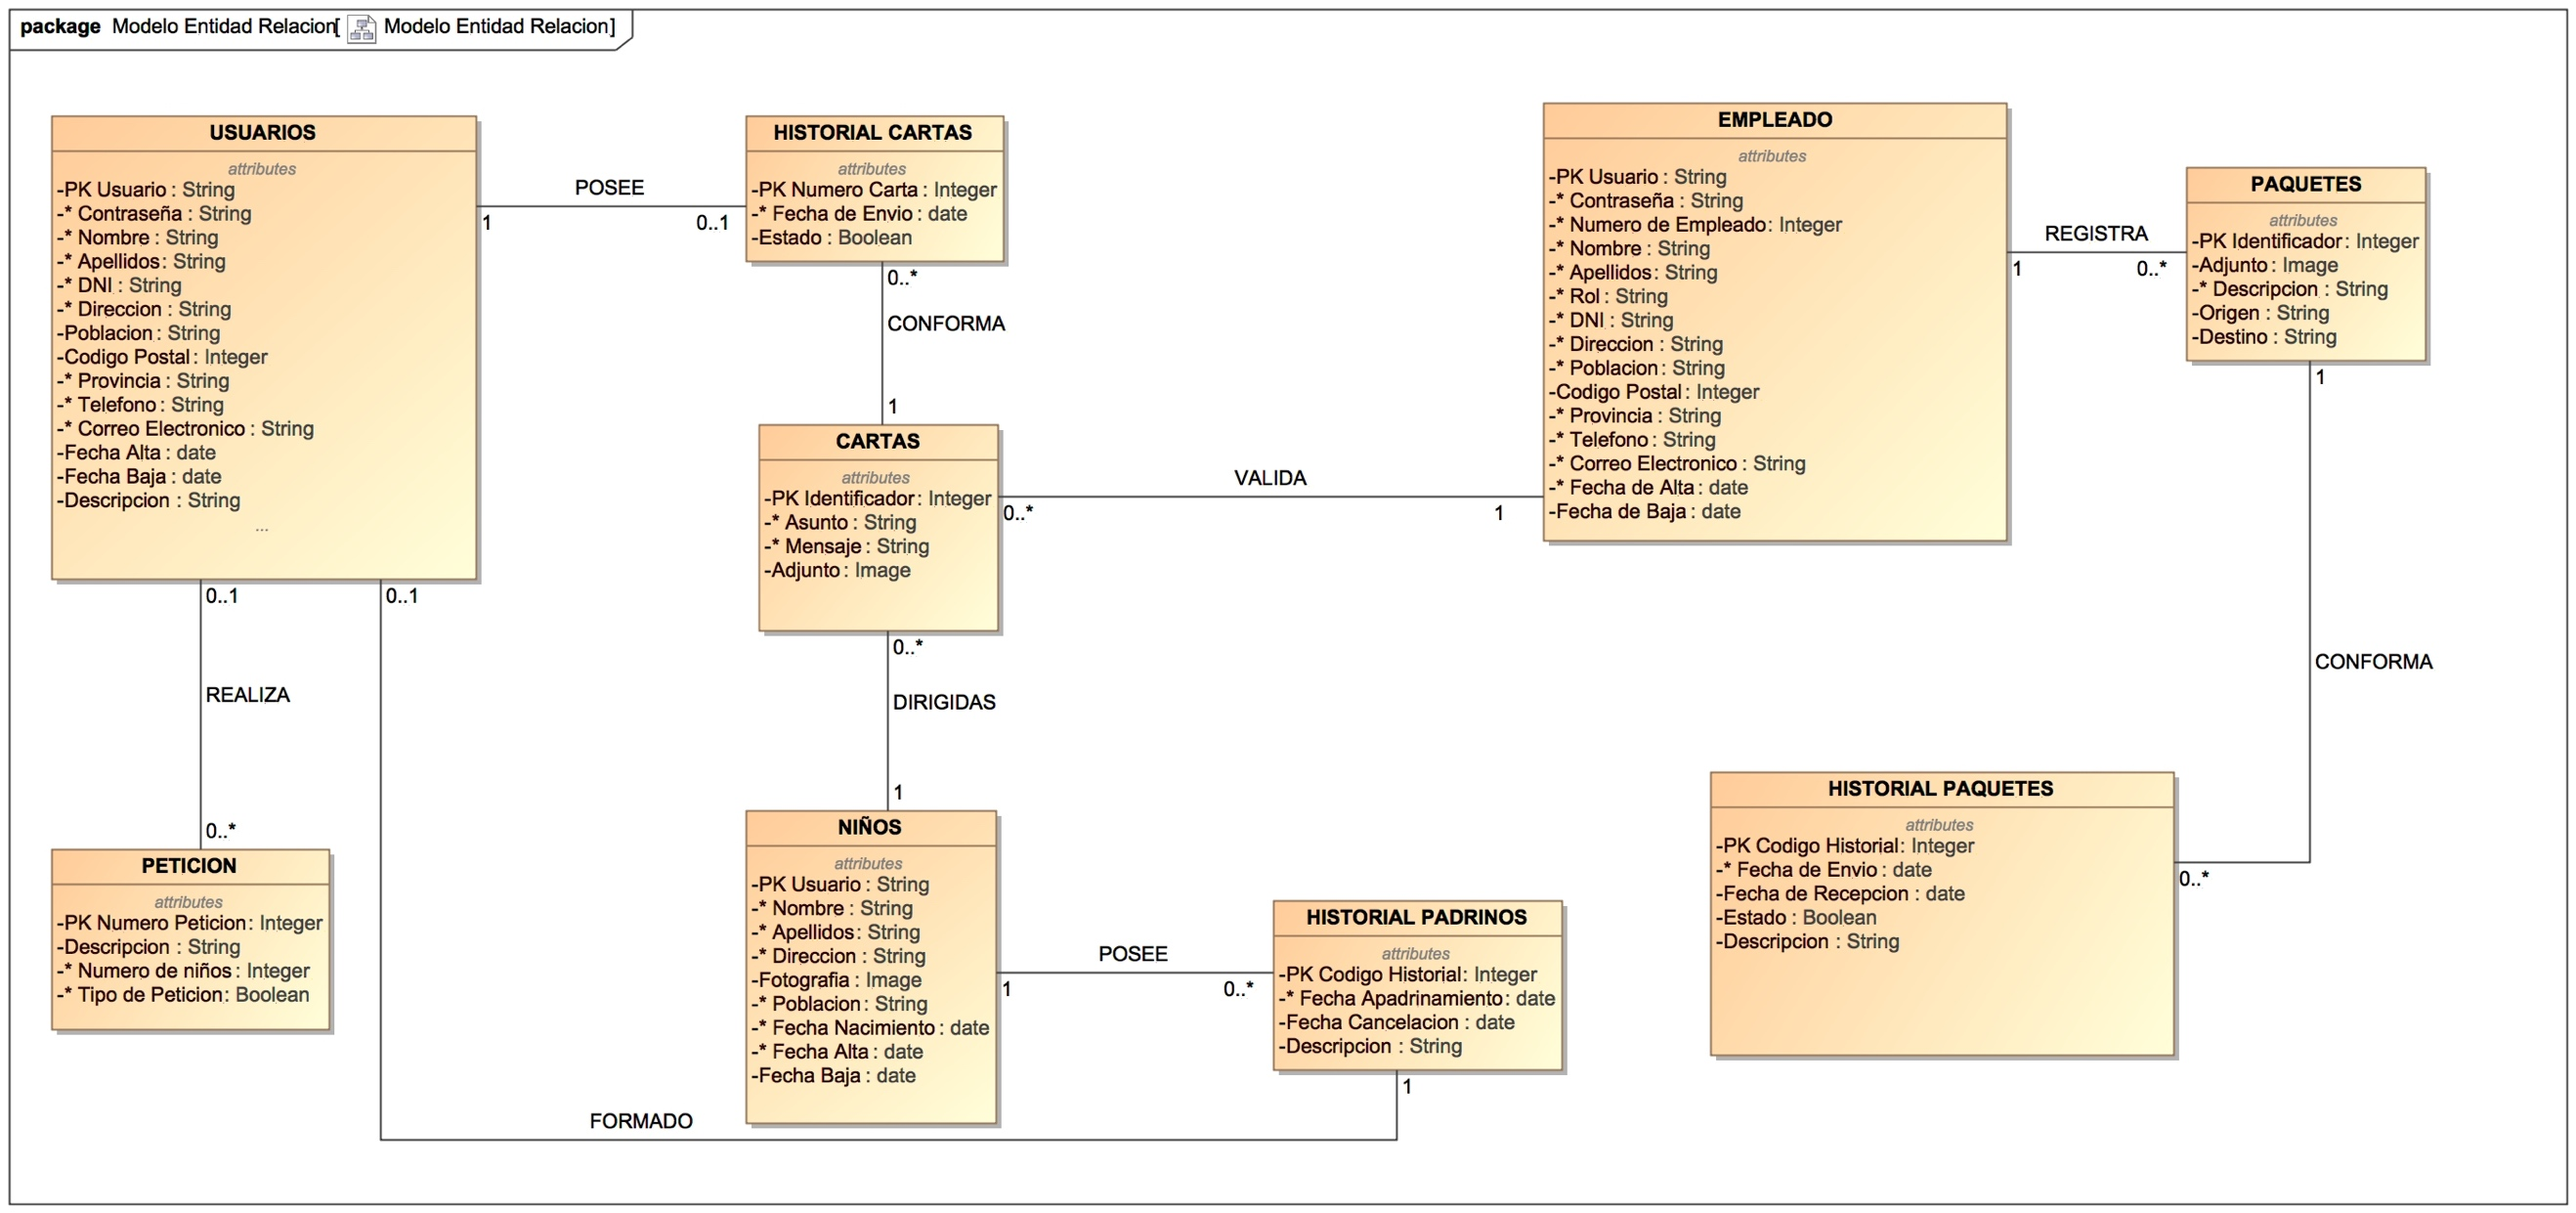 package Modelo Entidad Relacion[ Modelo Entidad Relacion]
USUARIOS
attributes
-PK Usuario : String
-* Contraseña : String
-* Nombre : String
-* Apellidos : String
-* DNI : String
-* Direccion : String
-Poblacion : String
-Codigo Postal : Integer
-* Provincia : String
-* Telefono : String
-* Correo Electronico : String
-Fecha Alta : date
-Fecha Baja : date
-Descripcion : String
...
POSEE
1
0..1
HISTORIAL CARTAS
attributes
-PK Numero Carta : Integer
-* Fecha de Envio : date
-Estado : Boolean
0..*
CONFORMA
1
CARTAS
attributes
-PK Identificador : Integer
-* Asunto : String
-* Mensaje : String
-Adjunto : Image
VALIDA
0..*
1
EMPLEADO
attributes
-PK Usuario : String
-* Contraseña : String
-* Numero de Empleado : Integer
-* Nombre : String
-* Apellidos : String
-* Rol : String
-* DNI : String
-* Direccion : String
-* Poblacion : String
-Codigo Postal : Integer
-* Provincia : String
-* Telefono : String
-* Correo Electronico : String
-* Fecha de Alta : date
-Fecha de Baja : date
REGISTRA
1
0..*
PAQUETES
attributes
-PK Identificador : Integer
-Adjunto : Image
-* Descripcion : String
-Origen : String
-Destino : String
1
CONFORMA
0..*
HISTORIAL PAQUETES
attributes
-PK Codigo Historial : Integer
-* Fecha de Envio : date
-Fecha de Recepcion : date
-Estado : Boolean
-Descripcion : String
0..1
REALIZA
0..*
PETICION
attributes
-PK Numero Peticion : Integer
-Descripcion : String
-* Numero de niños : Integer
-* Tipo de Peticion : Boolean
0..1
0..*
DIRIGIDAS
1
NIÑOS
attributes
-PK Usuario : String
-* Nombre : String
-* Apellidos : String
-* Direccion : String
-Fotografia : Image
-* Poblacion : String
-* Fecha Nacimiento : date
-* Fecha Alta : date
-Fecha Baja : date
POSEE
1
0..*
HISTORIAL PADRINOS
attributes
-PK Codigo Historial : Integer
-* Fecha Apadrinamiento : date
-Fecha Cancelacion : date
-Descripcion : String
1
FORMADO